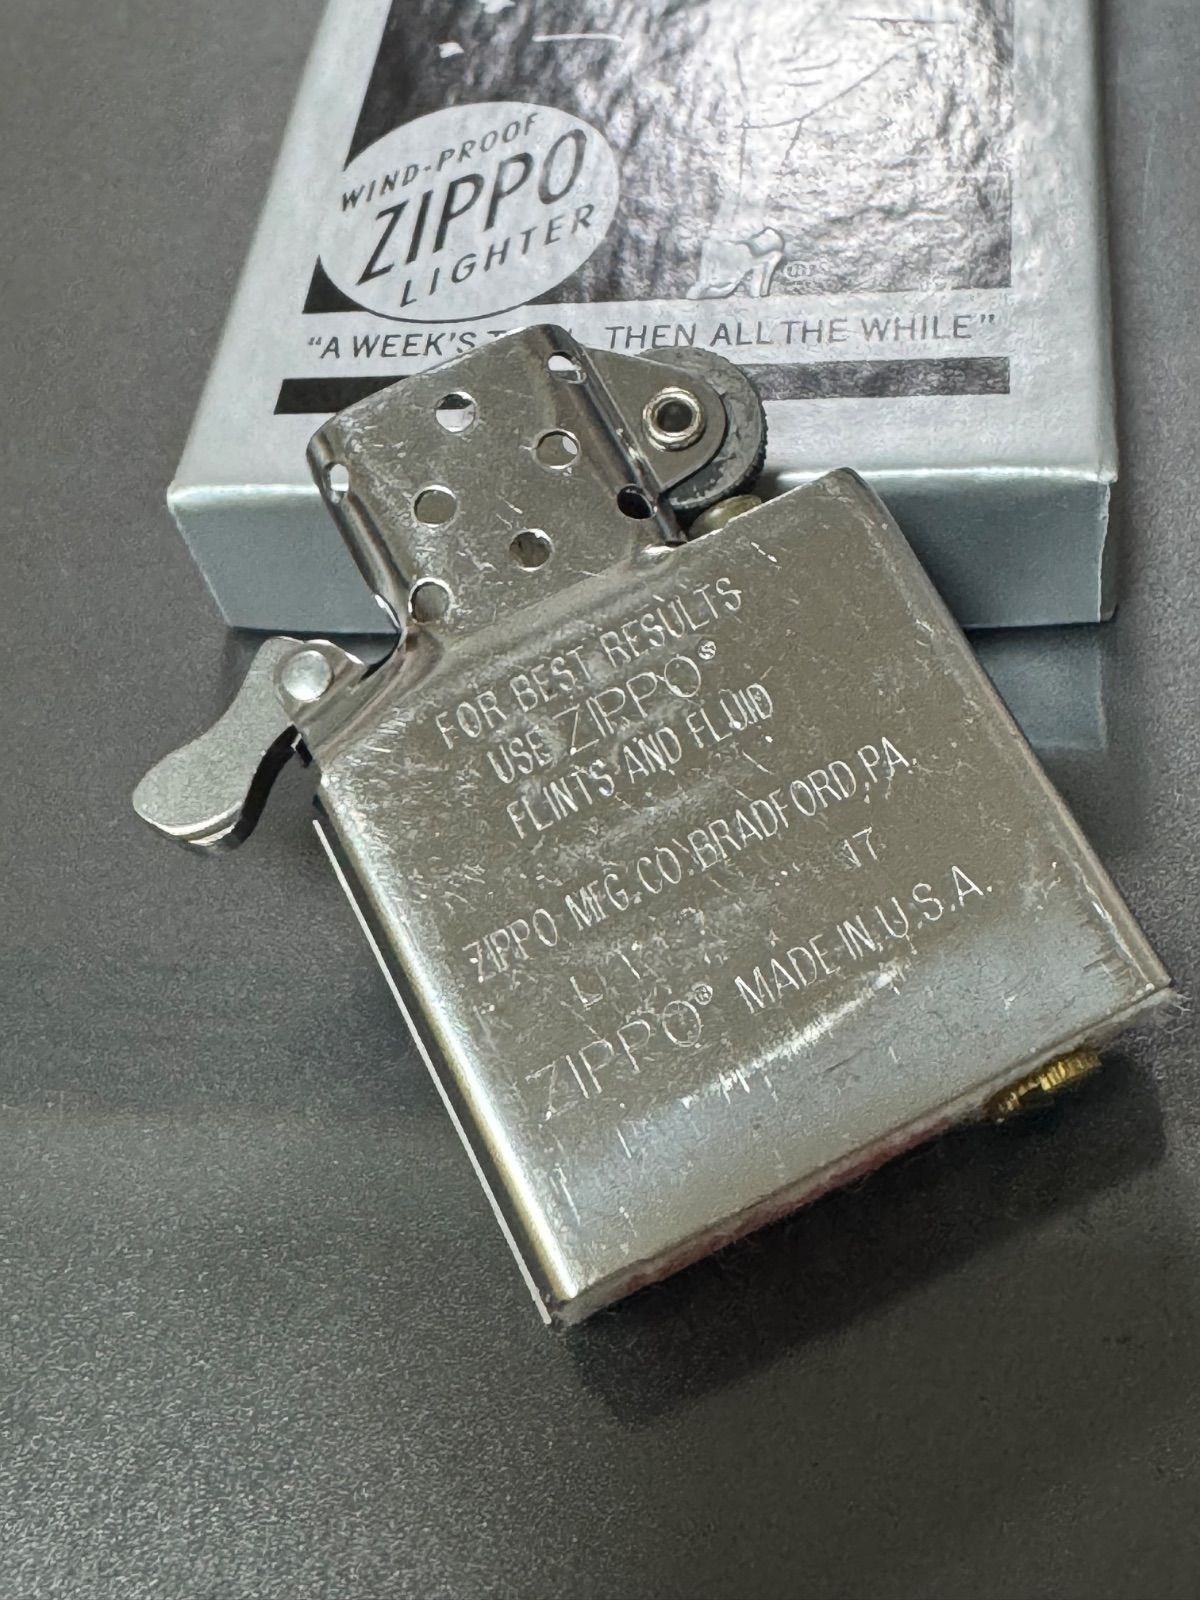 WIND-PROOF
ZIPPO
LIGHTER
"A WEEK'S THEN ALL THE WHILE"
FOR BEST RESULTS
USE ZIPPO®
FLINTS AND FLUID
ZIPPO MFG. CO. BRADFORD, PA.
17
ZIPPO® MADE IN U.S.A.